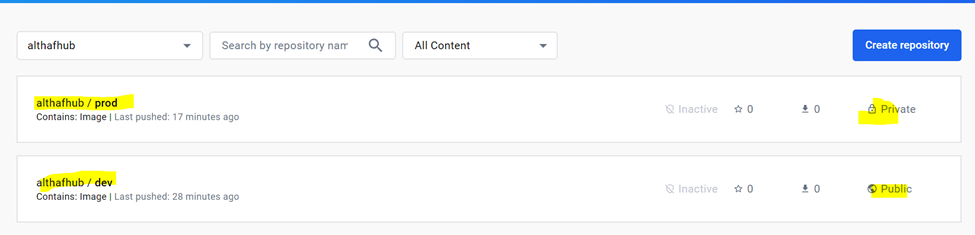 althafhub Search by repository nam All Content Create repository
althafhub / prod Inactive 0 0 Private
Contains: Image | Last pushed: 17 minutes ago
althafhub / dev Inactive 0 0 Public
Contains: Image | Last pushed: 28 minutes ago